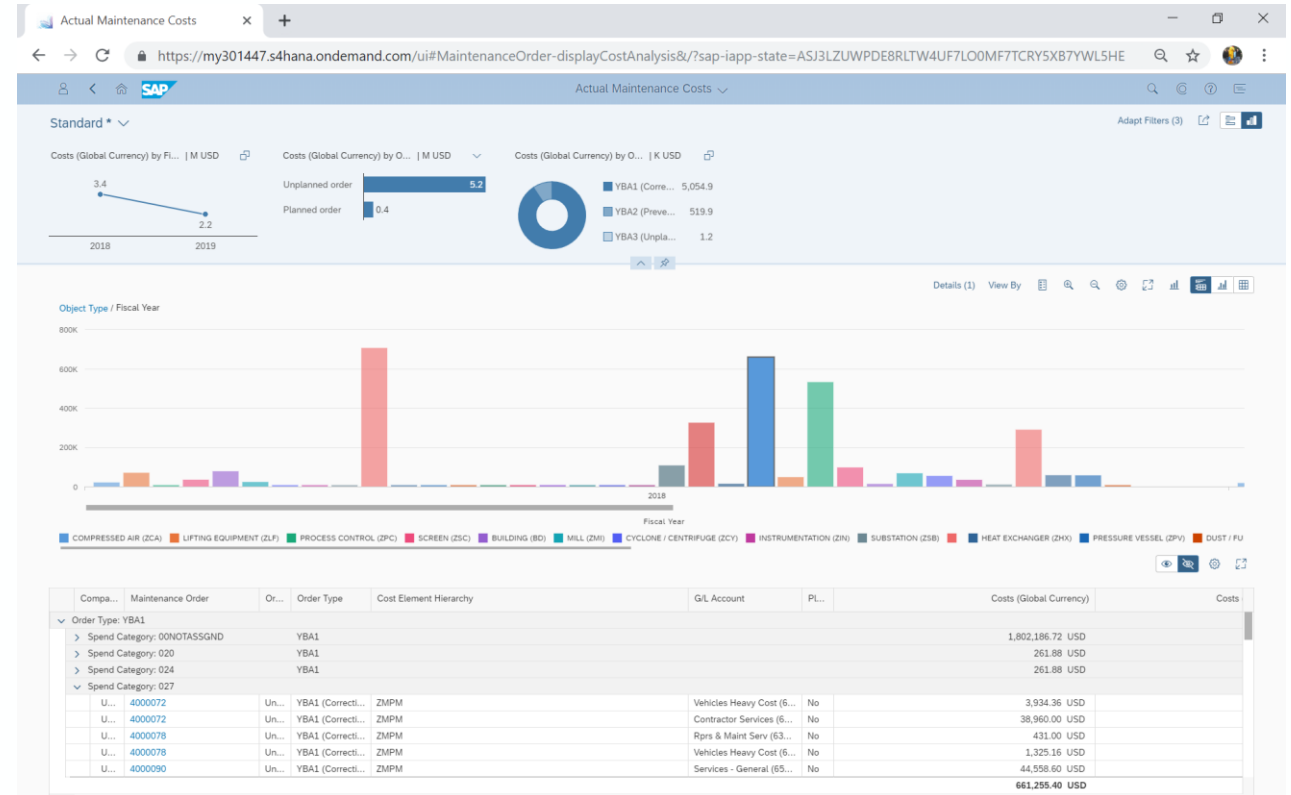 Actual Maintenance Costs
https://my301447.s4hana.ondemand.com/ui#MaintenanceOrder-displayCostAnalysis&/?sap-iapp-state=ASJ3LZUWPDE8RLTW4UF7LO0MF7TCRY5XB7YWL5HE
SAP Actual Maintenance Costs
Standard *
Adapt Filters (3)
Costs (Global Currency) by Fi... | M USD
3.4
2.2
2018 2019
Costs (Global Currency) by O... | M USD
Unplanned order 5.2
Planned order 0.4
Costs (Global Currency) by O... | K USD
YBA1 (Corre... 5,054.9
YBA2 (Preve... 519.9
YBA3 (Unpla... 1.2
Details (1) View By
Object Type / Fiscal Year
800K
600K
400K
200K
0
2018
Fiscal Year
COMPRESSED AIR (ZCA) LIFTING EQUIPMENT (ZLF) PROCESS CONTROL (ZPC) SCREEN (ZSC) BUILDING (BD) MILL (ZMI) CYCLONE / CENTRIFUGE (ZCY) INSTRUMENTATION (ZIN) SUBSTATION (ZSB) HEAT EXCHANGER (ZHX) PRESSURE VESSEL (ZPV) DUST / FU
Compa... Maintenance Order Or... Order Type Cost Element Hierarchy G/L Account Pl... Costs (Global Currency) Costs
Order Type: YBA1
Spend Category: 00NOTASSGND YBA1 1,802,186.72 USD
Spend Category: 020 YBA1 261.88 USD
Spend Category: 024 YBA1 261.88 USD
Spend Category: 027
U... 4000072 Un... YBA1 (Correcti... ZMPM Vehicles Heavy Cost (6... No 3,934.36 USD
U... 4000072 Un... YBA1 (Correcti... ZMPM Contractor Services (6... No 38,960.00 USD
U... 4000078 Un... YBA1 (Correcti... ZMPM Rprs & Maint Serv (63... No 431.00 USD
U... 4000078 Un... YBA1 (Correcti... ZMPM Vehicles Heavy Cost (6... No 1,325.16 USD
U... 4000090 Un... YBA1 (Correcti... ZMPM Services - General (65... No 44,558.60 USD
661,255.40 USD